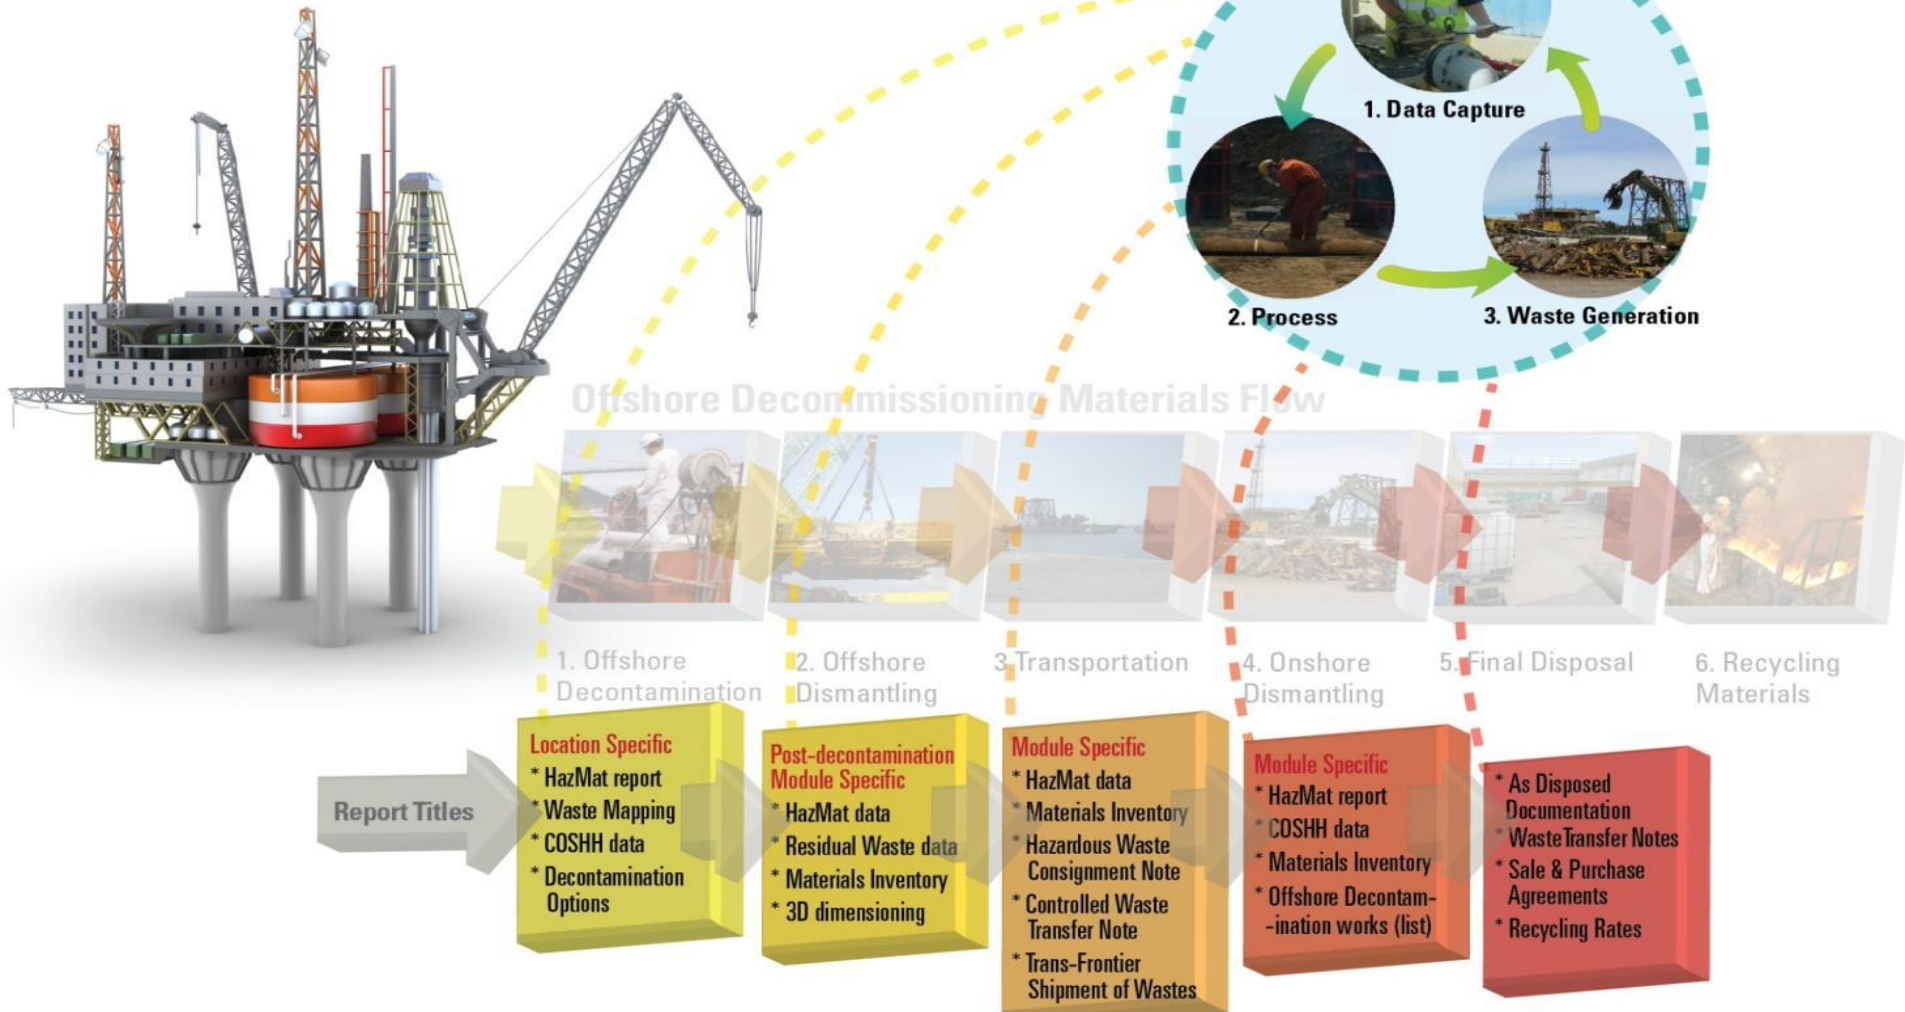 1. Data Capture
2. Process
3. Waste Generation
Offshore Decommissioning Materials Flow
1. Offshore
Decontamination
2. Offshore
Dismantling
3.Transportation
4. Onshore
Dismantling
5. Final Disposal
6. Recycling
Materials
Report Titles
Location Specific
* HazMat report
* Waste Mapping
* COSHH data
* Decontamination
Options
Post-decontamination
Module Specific
* HazMat data
* Residual Waste data
* Materials Inventory
* 3D dimensioning
Module Specific
* HazMat data
* Materials Inventory
* Hazardous Waste
Consignment Note
* Controlled Waste
Transfer Note
* Trans-Frontier
Shipment of Wastes
Module Specific
* HazMat report
* COSHH data
* Materials Inventory
* Offshore Decontam-
-ination works (list)
* As Disposed
Documentation
* Waste Transfer Notes
* Sale & Purchase
Agreements
* Recycling Rates